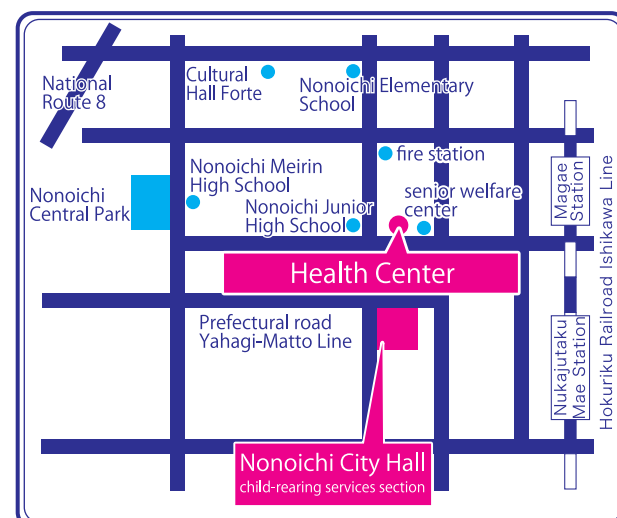 National
Route 8
Cultural
Hall Forte
Nonoichi Elementary
School
fire station
Nonoichi Meirin
High School
Nonoichi
Central Park
Nonoichi Junior
High School
senior welfare
center
Magae
Station
Hokuriku Railroad Ishikawa Line
Health Center
Prefectural road
Yahagi-Matto Line
Nukajutaku
Mae Station
Nonoichi City Hall
child-rearing services section